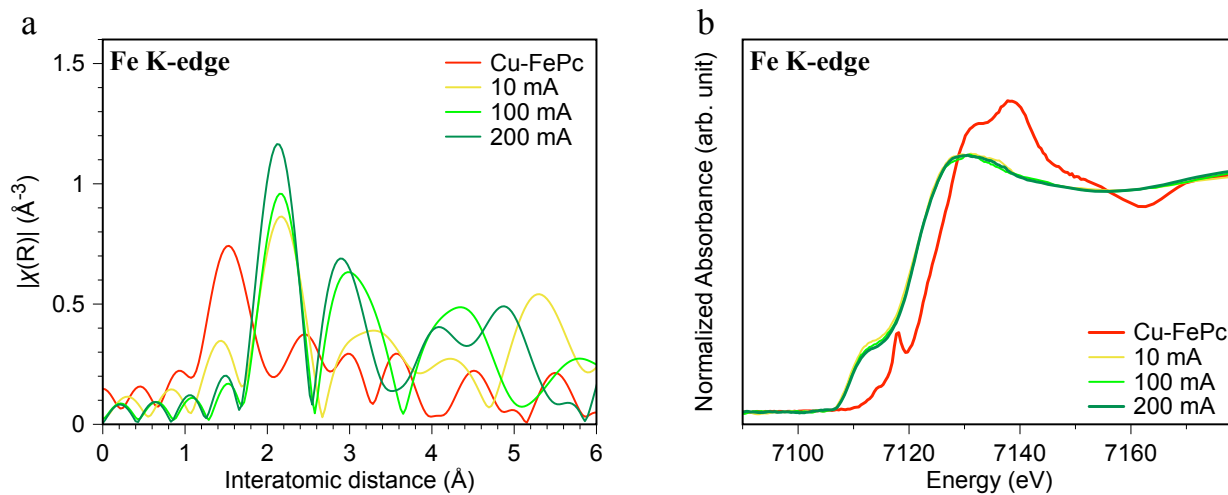 a
Fe K-edge
Cu-FePc
10 mA
100 mA
200 mA
1.5
1
0.5
0
|χ(R)| (Å⁻³)
0 1 2 3 4 5 6
Interatomic distance (Å)
b
Fe K-edge
Cu-FePc
10 mA
100 mA
200 mA
Normalized Absorbance (arb. unit)
7100 7120 7140 7160
Energy (eV)